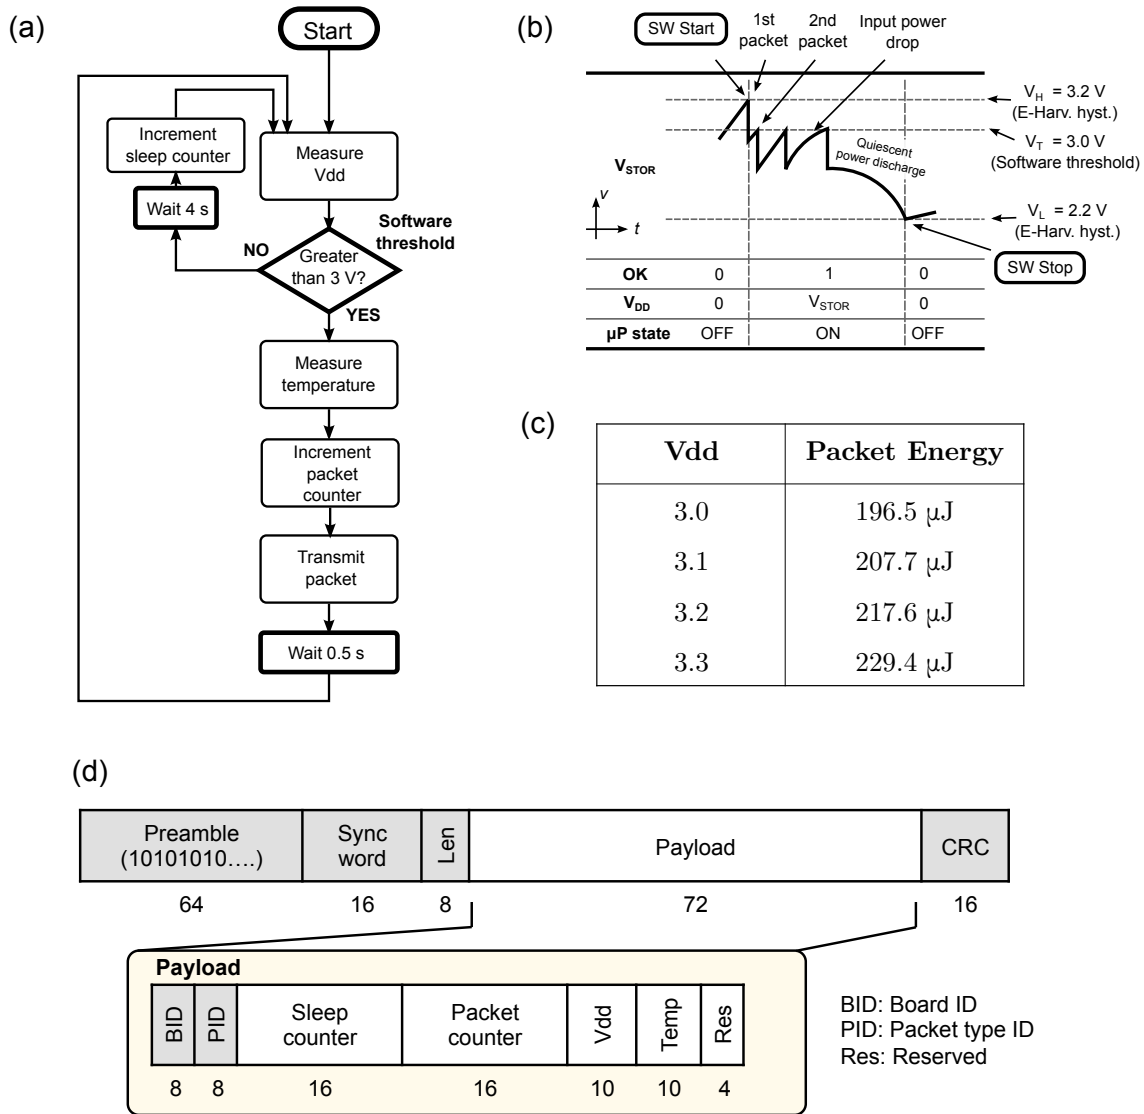 (a)
Start
Increment
sleep counter
Wait 4 s
Measure
Vdd
Software
threshold
NO
Greater
than 3 V?
YES
Measure
temperature
Increment
packet
counter
Transmit
packet
Wait 0.5 s
(b)
SW Start
1st
packet
2nd
packet
Input power
drop
VH = 3.2 V
(E-Harv. hyst.)
VT = 3.0 V
(Software threshold)
Quiescent
power discharge
VSTOR
v
t
VL = 2.2 V
(E-Harv. hyst.)
SW Stop
OK 0 1 0
VDD 0 VSTOR 0
µP state OFF ON OFF
(c)
Vdd Packet Energy
3.0 196.5 µJ
3.1 207.7 µJ
3.2 217.6 µJ
3.3 229.4 µJ
(d)
Preamble
(10101010....)
Sync
word
Len
Payload
CRC
64 16 8 72 16
Payload
BID
PID
Sleep
counter
Packet
counter
Vdd
Temp
Res
8 8 16 16 10 10 4
BID: Board ID
PID: Packet type ID
Res: Reserved